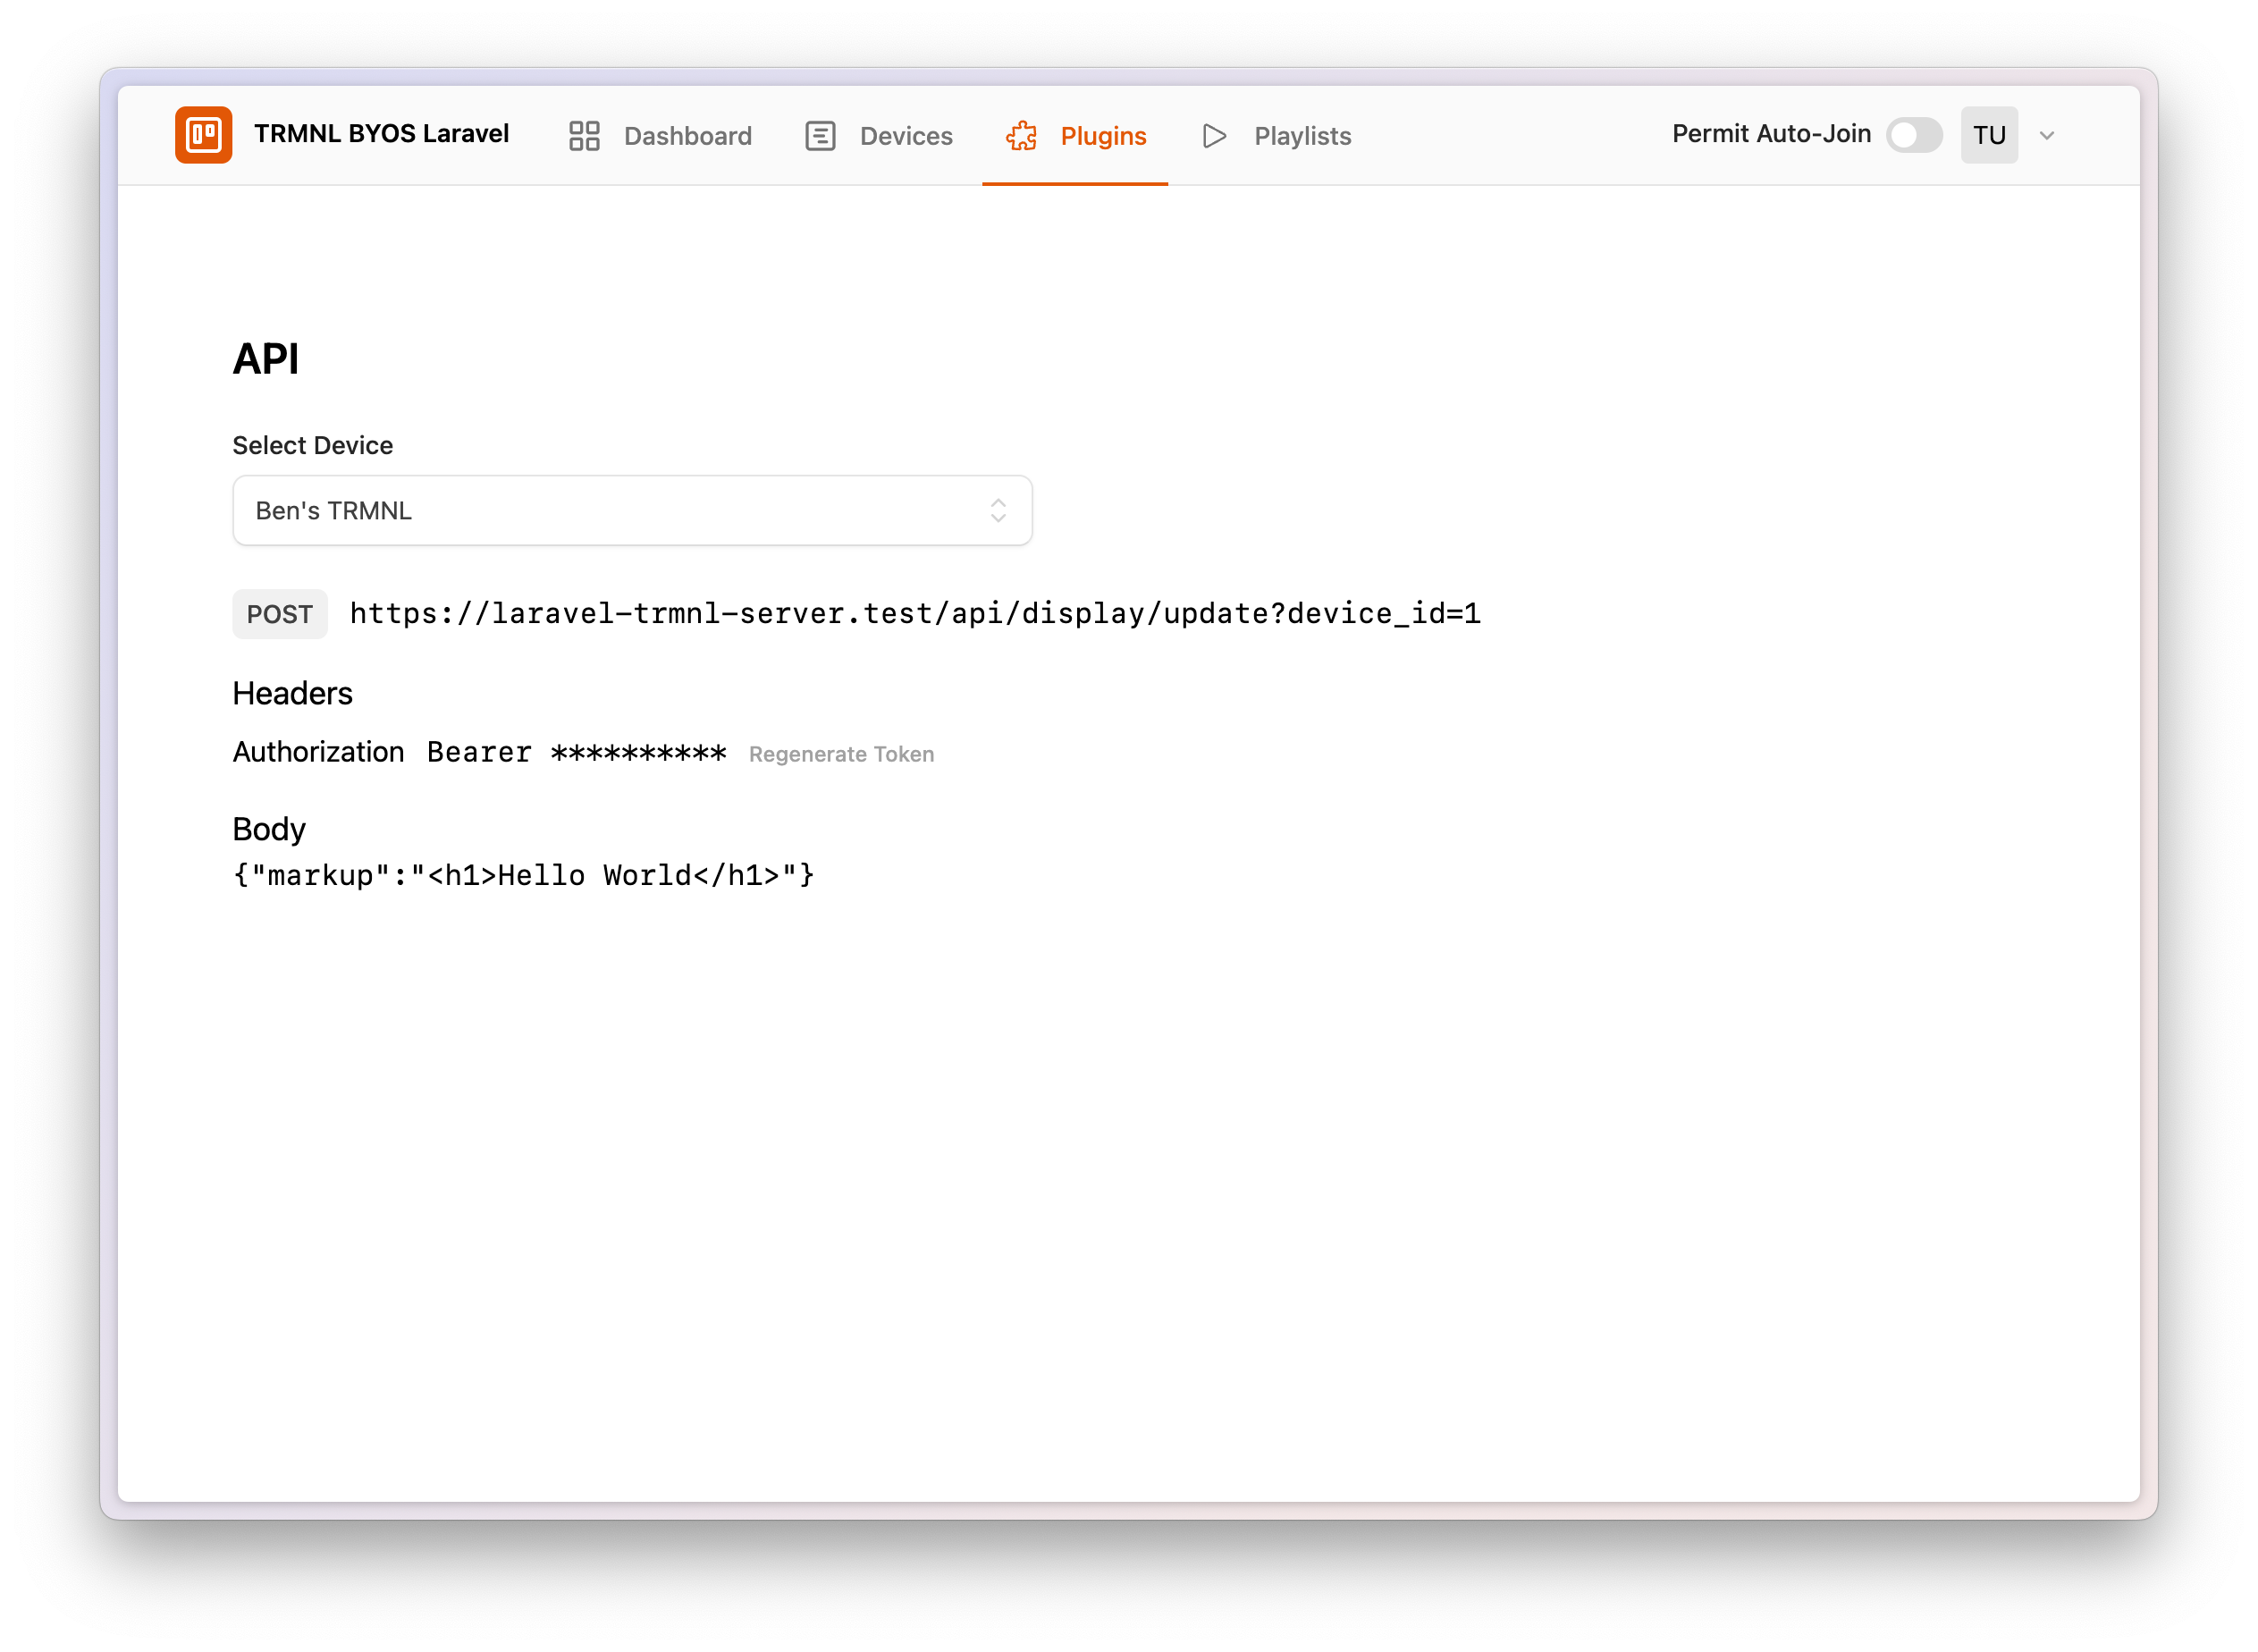 TRMNL BYOS Laravel Dashboard Devices Plugins Playlists Permit Auto-Join TU
API
Select Device
Ben's TRMNL
POST https://laravel-trmnl-server.test/api/display/update?device_id=1
Headers
Authorization Bearer ********** Regenerate Token
Body
{"markup":"<h1>Hello World</h1>"}